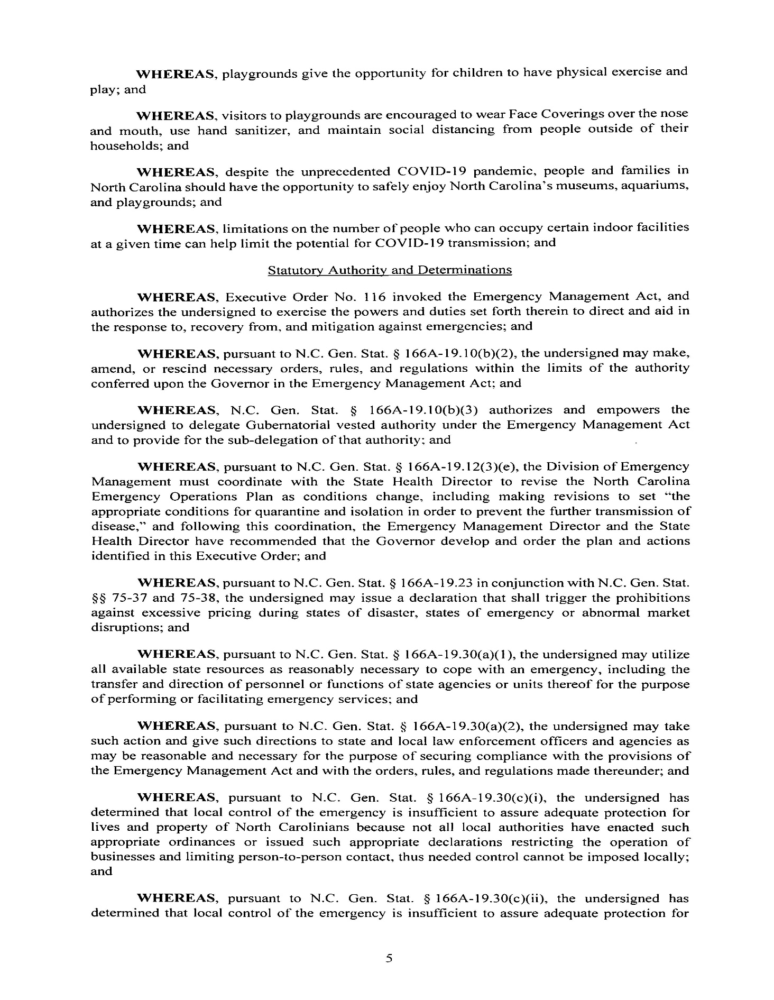 WHEREAS, playgrounds give the opportunity for children to have physical exercise and
play; and
WHEREAS, visitors to playgrounds are encouraged to wear Face Coverings over the nose
and mouth, use hand sanitizer, and maintain social distancing from people outside of their
households; and
WHEREAS, despite the unprecedented COVID-19 pandemic, people and families in
North Carolina should have the opportunity to safely enjoy North Carolina's museums, aquariums,
and playgrounds; and
WHEREAS, limitations on the number of people who can occupy certain indoor facilities
at a given time can help limit the potential for COVID-19 transmission; and
Statutory Authority and Determinations
WHEREAS, Executive Order No. 116 invoked the Emergency Management Act, and
authorizes the undersigned to exercise the powers and duties set forth therein to direct and aid in
the response to, recovery from, and mitigation against emergencies; and
WHEREAS, pursuant to N.C. Gen. Stat. § 166A-19.10(b)(2), the undersigned may make,
amend, or rescind necessary orders, rules, and regulations within the limits of the authority
conferred upon the Governor in the Emergency Management Act; and
WHEREAS, N.C. Gen. Stat. § 166A-19.10(b)(3) authorizes and empowers the
undersigned to delegate Gubernatorial vested authority under the Emergency Management Act
and to provide for the sub-delegation of that authority; and
WHEREAS, pursuant to N.C. Gen. Stat. § 166A-19.12(3)(e), the Division of Emergency
Management must coordinate with the State Health Director to revise the North Carolina
Emergency Operations Plan as conditions change, including making revisions to set “the
appropriate conditions for quarantine and isolation in order to prevent the further transmission of
disease,” and following this coordination, the Emergency Management Director and the State
Health Director have recommended that the Governor develop and order the plan and actions
identified in this Executive Order; and
WHEREAS, pursuant to N.C. Gen. Stat. § 166A-19.23 in conjunction with N.C. Gen. Stat.
§§ 75-37 and 75-38, the undersigned may issue a declaration that shall trigger the prohibitions
against excessive pricing during states of disaster, states of emergency or abnormal market
disruptions; and
WHEREAS, pursuant to N.C. Gen. Stat. § 166A-19.30(a)(1), the undersigned may utilize
all available state resources as reasonably necessary to cope with an emergency, including the
transfer and direction of personnel or functions of state agencies or units thereof for the purpose
of performing or facilitating emergency services; and
WHEREAS, pursuant to N.C. Gen. Stat. § 166A-19.30(a)(2), the undersigned may take
such action and give such directions to state and local law enforcement officers and agencies as
may be reasonable and necessary for the purpose of securing compliance with the provisions of
the Emergency Management Act and with the orders, rules, and regulations made thereunder; and
WHEREAS, pursuant to N.C. Gen. Stat. § 166A-19.30(c)(i), the undersigned has
determined that local control of the emergency is insufficient to assure adequate protection for
lives and property of North Carolinians because not all local authorities have enacted such
appropriate ordinances or issued such appropriate declarations restricting the operation of
businesses and limiting person-to-person contact, thus needed control cannot be imposed locally;
and
WHEREAS, pursuant to N.C. Gen. Stat. § 166A-19.30(c)(ii), the undersigned has
determined that local control of the emergency is insufficient to assure adequate protection for
5